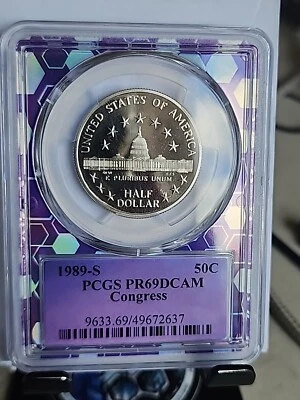 UNITED STATES OF AMERICA
E PLURIBUS UNUM
HALF
DOLLAR
1989-S 50C
PCGS PR69DCAM
Congress
9633.69/49672637